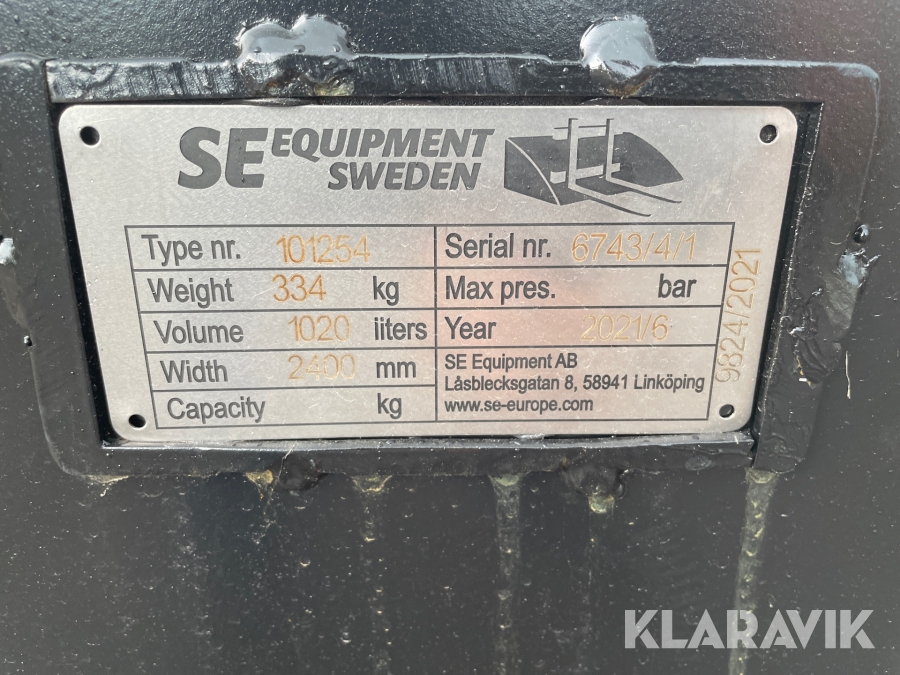 SE EQUIPMENT
SWEDEN
Type nr. 101254 Serial nr. 6743/4/1
Weight 334 kg Max pres. bar
Volume 1020 iiters Year 2021/6
Width 2400 mm SE Equipment AB
Låsblecksgatan 8, 58941 Linköping
Capacity kg www.se-europe.com
9824/2021
KLARAVIK